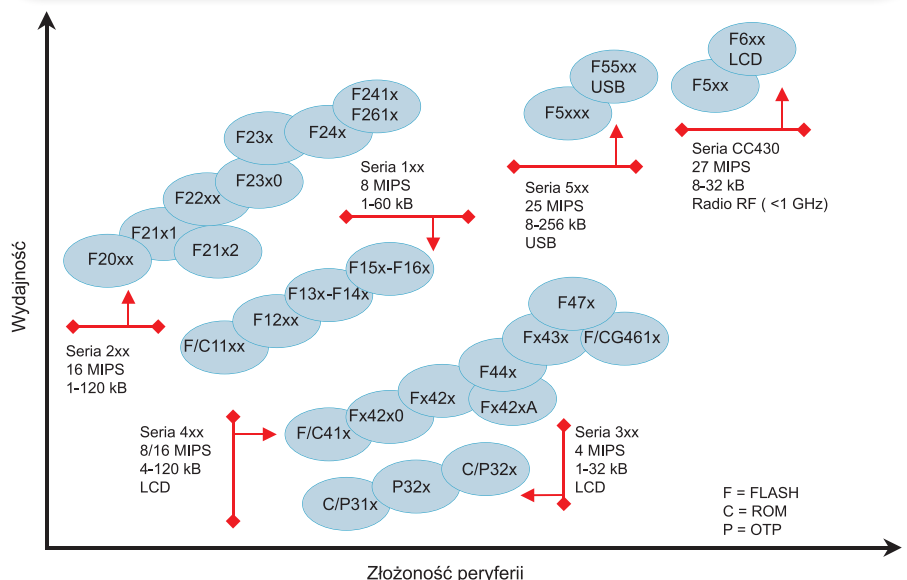 Wydajność
F6xx
LCD
F5xx
F55xx
USB
F5xxx
F241x
F261x
F24x
F23x
F23x0
F22xx
F21x1
F21x2
F20xx
Seria CC430
27 MIPS
8-32 kB
Radio RF ( <1 GHz)
Seria 1xx
8 MIPS
1-60 kB
Seria 5xx
25 MIPS
8-256 kB
USB
F15x-F16x
F13x-F14x
F12xx
F/C11xx
Seria 2xx
16 MIPS
1-120 kB
F47x
Fx43x
F/CG461x
F44x
Fx42x
Fx42xA
Fx42x0
F/C41x
Seria 4xx
8/16 MIPS
4-120 kB
LCD
Seria 3xx
4 MIPS
1-32 kB
LCD
C/P32x
P32x
C/P31x
F = FLASH
C = ROM
P = OTP
Złożoność peryferii